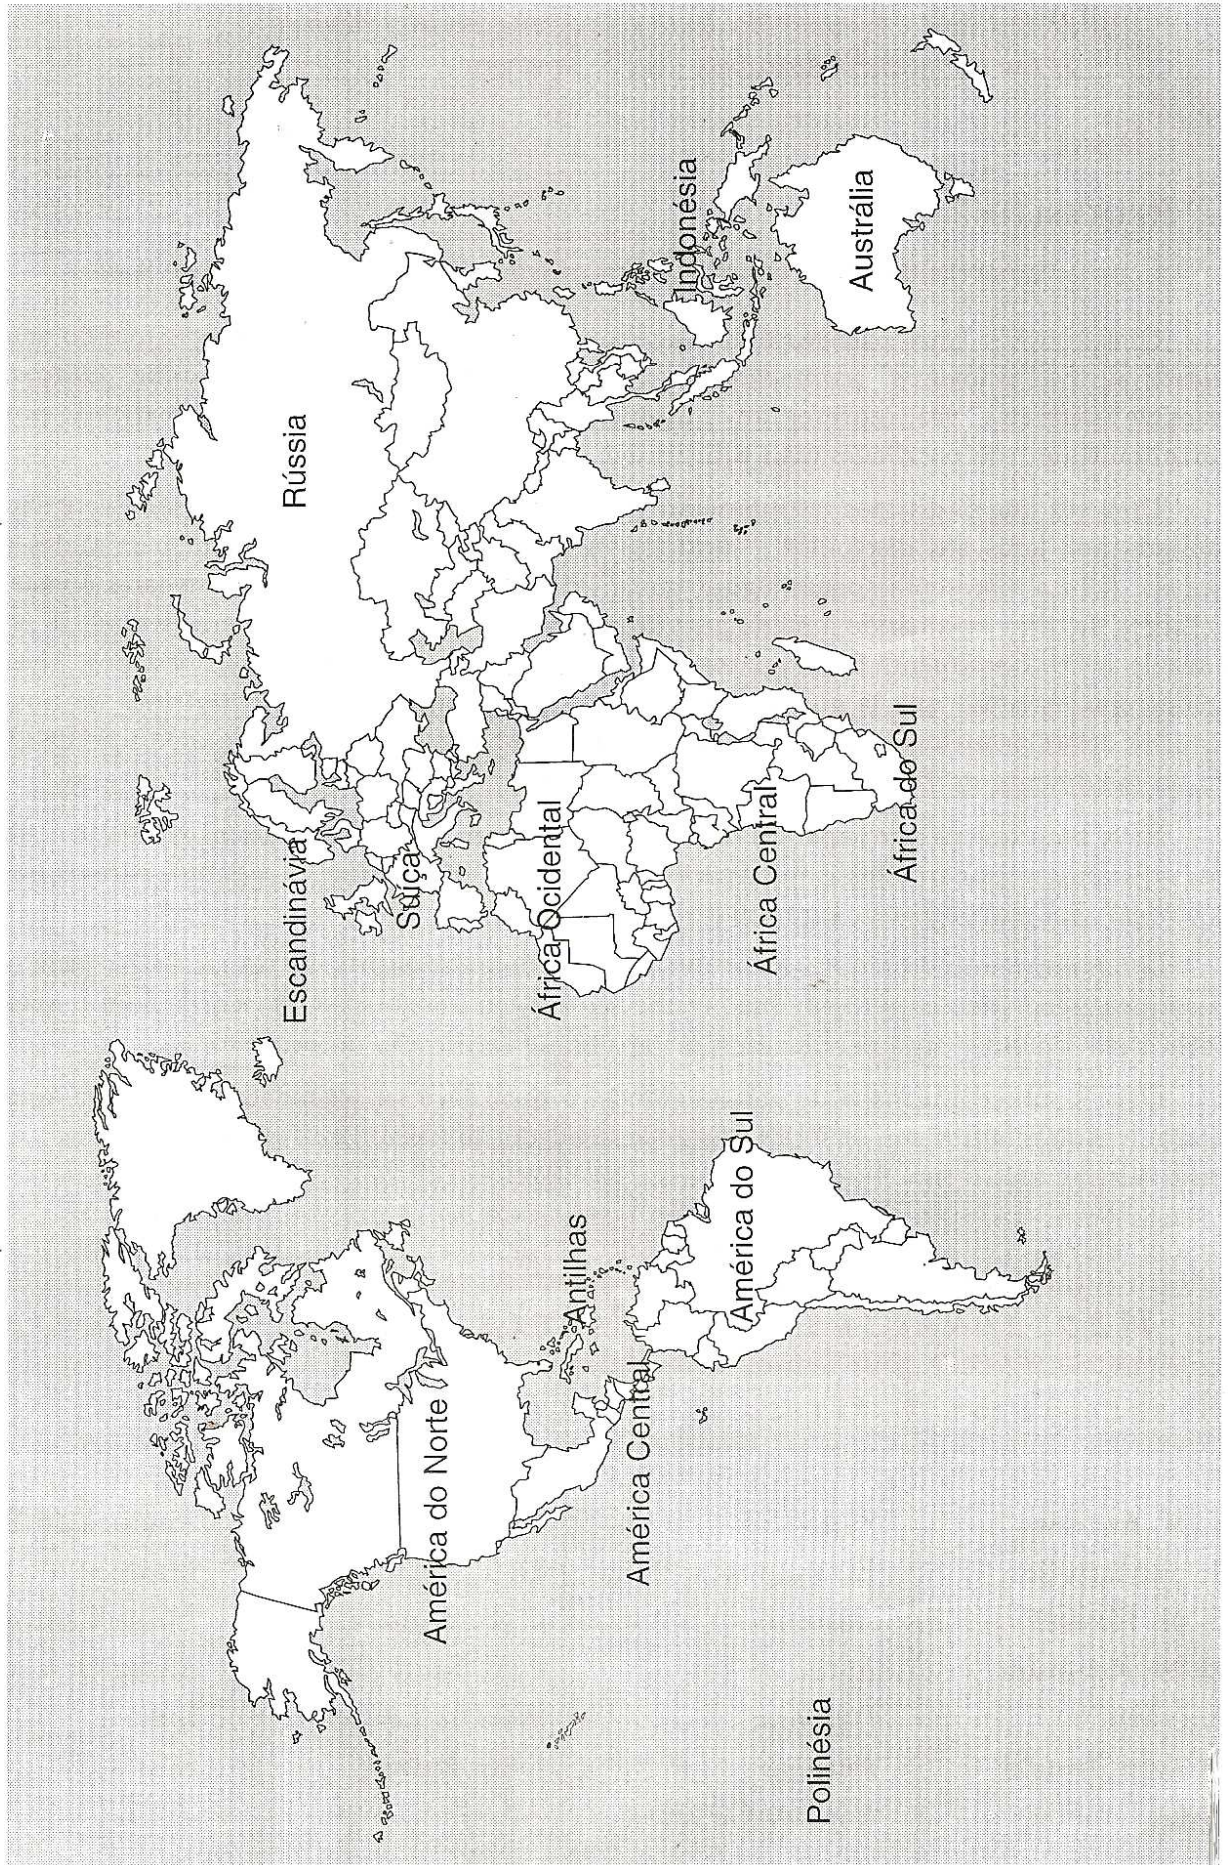 Escandinávia
Rússia
Suíça
América do Norte
Antilhas
África Ocidental
Indonésia
América Central
África Central
América do Sul
Austrália
África do Sul
Polinésia